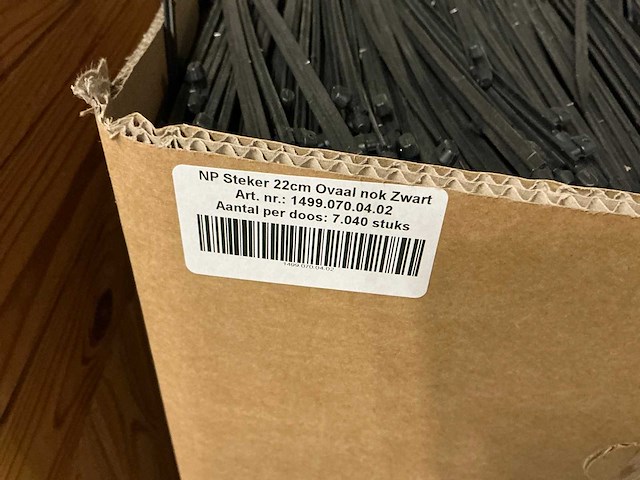 NP Steker 22cm Ovaal nok Zwart
Art. nr.: 1499.070.04.02
Aantal per doos: 7.040 stuks
1499.070.04.02